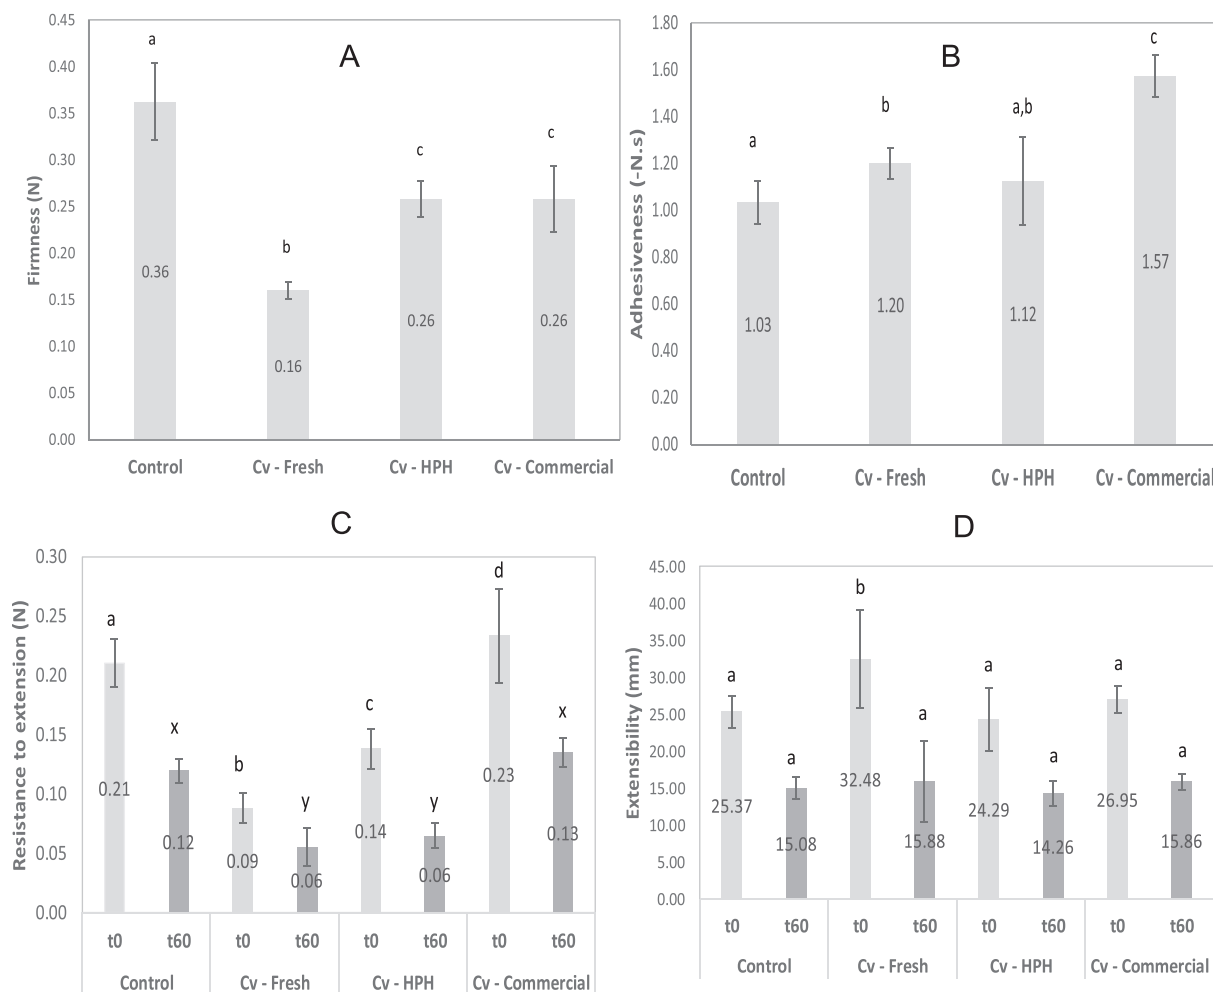 A
Firmness (N)
0.45
0.40
0.35
0.30
0.25
0.20
0.15
0.10
0.05
0.00
a
b
c
c
0.36
0.16
0.26
0.26
Control
Cv - Fresh
Cv - HPH
Cv - Commercial
B
Adhesiveness (-N.s)
1.80
1.60
1.40
1.20
1.00
0.80
0.60
0.40
0.20
0.00
a
b
a,b
c
1.03
1.20
1.12
1.57
Control
Cv - Fresh
Cv - HPH
Cv - Commercial
C
Resistance to extension (N)
0.30
0.25
0.20
0.15
0.10
0.05
0.00
a
x
b
y
c
y
d
x
0.21
0.12
0.09
0.06
0.14
0.06
0.23
0.13
t0 t60 t0 t60 t0 t60 t0 t60
Control
Cv - Fresh
Cv - HPH
Cv - Commercial
D
Extensibility (mm)
45.00
40.00
35.00
30.00
25.00
20.00
15.00
10.00
5.00
0.00
a
a
b
a
a
a
a
a
25.37
15.08
32.48
15.88
24.29
14.26
26.95
15.86
t0 t60 t0 t60 t0 t60 t0 t60
Control
Cv - Fresh
Cv - HPH
Cv - Commercial